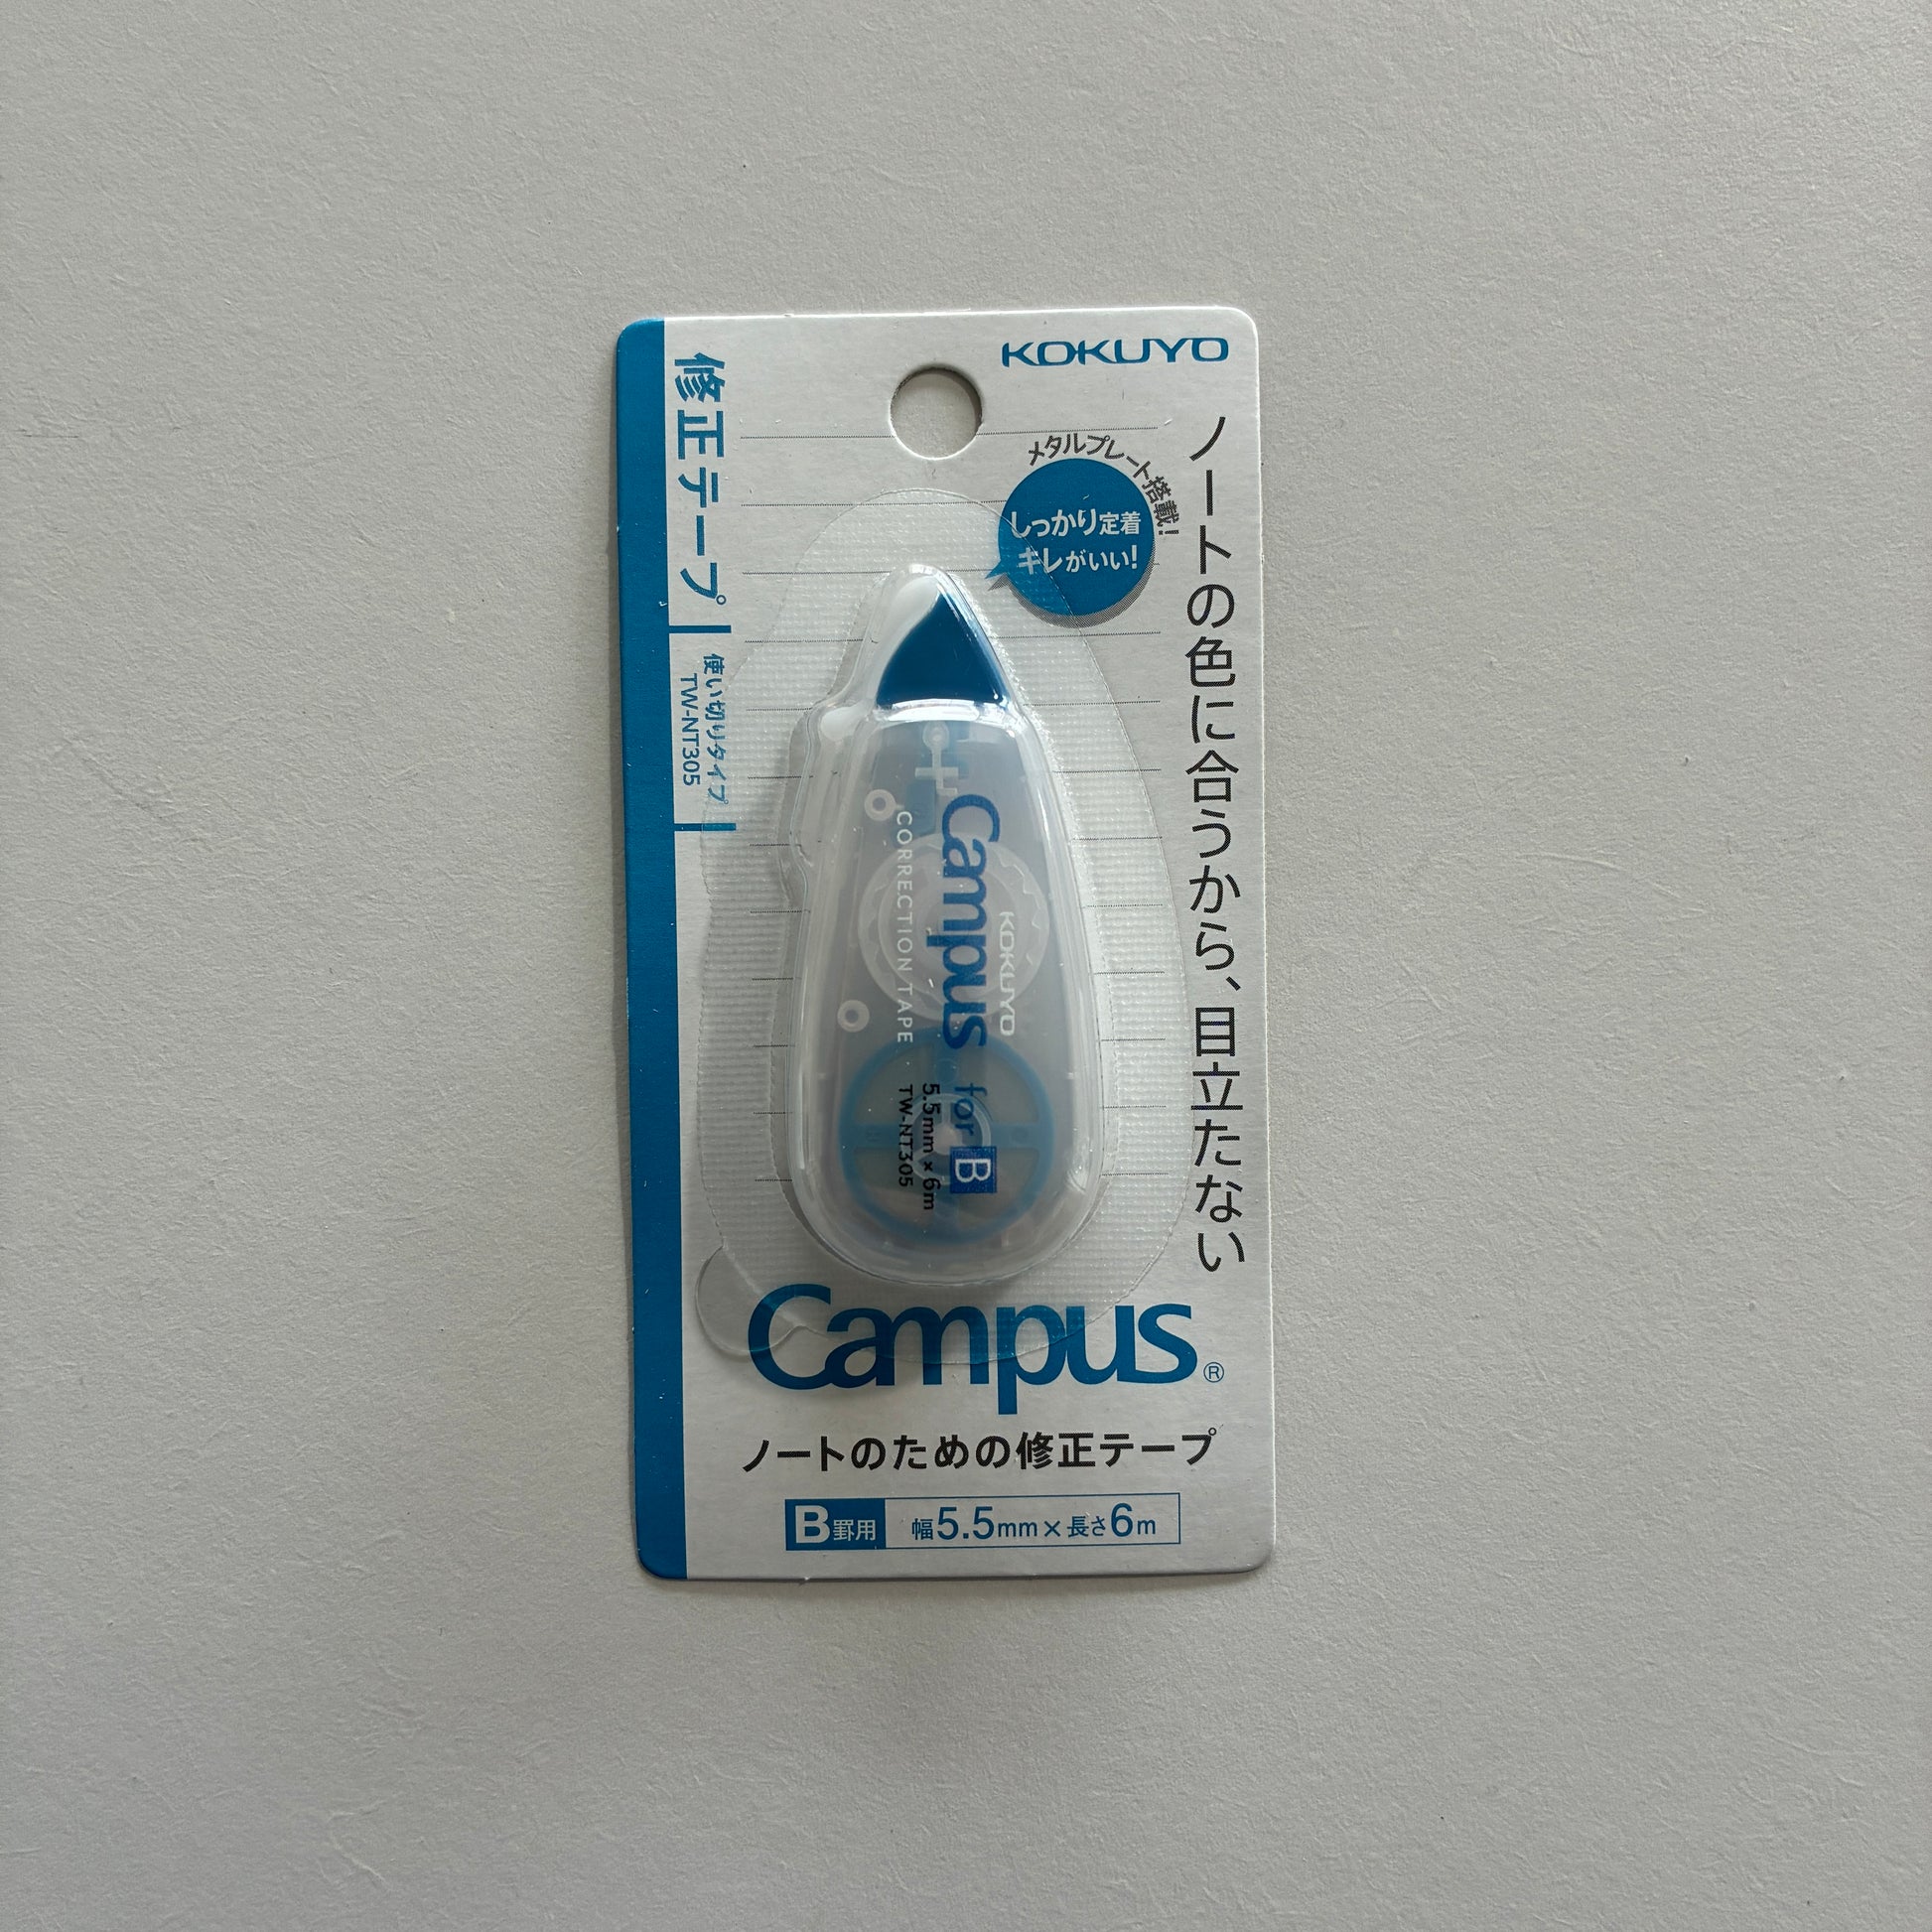 KOKUYO
修正テープ
使い切りタイプ
TW-NT305
メタルプレート搭載!
しっかり定着
キレがいい!
ノートの色に合うから、目立たない
KOKUYO
Campus for B
CORRECTION TAPE
5.5mm×6m
TW-NT305
Campus®
ノートのための修正テープ
B罫用 幅5.5mm×長さ6m